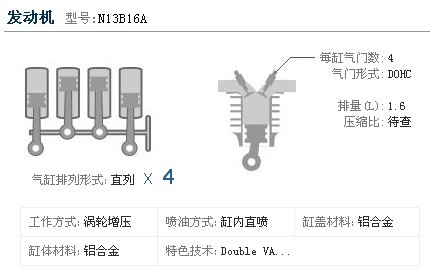 发动机 型号:N13B16A
每缸气门数: 4
气门形式: DOHC
排量(L): 1.6
压缩比: 待查
气缸排列形式: 直列 X 4
工作方式: 涡轮增压 喷油方式: 缸内直喷 缸盖材料: 铝合金
缸体材料: 铝合金 特色技术: Double VA...